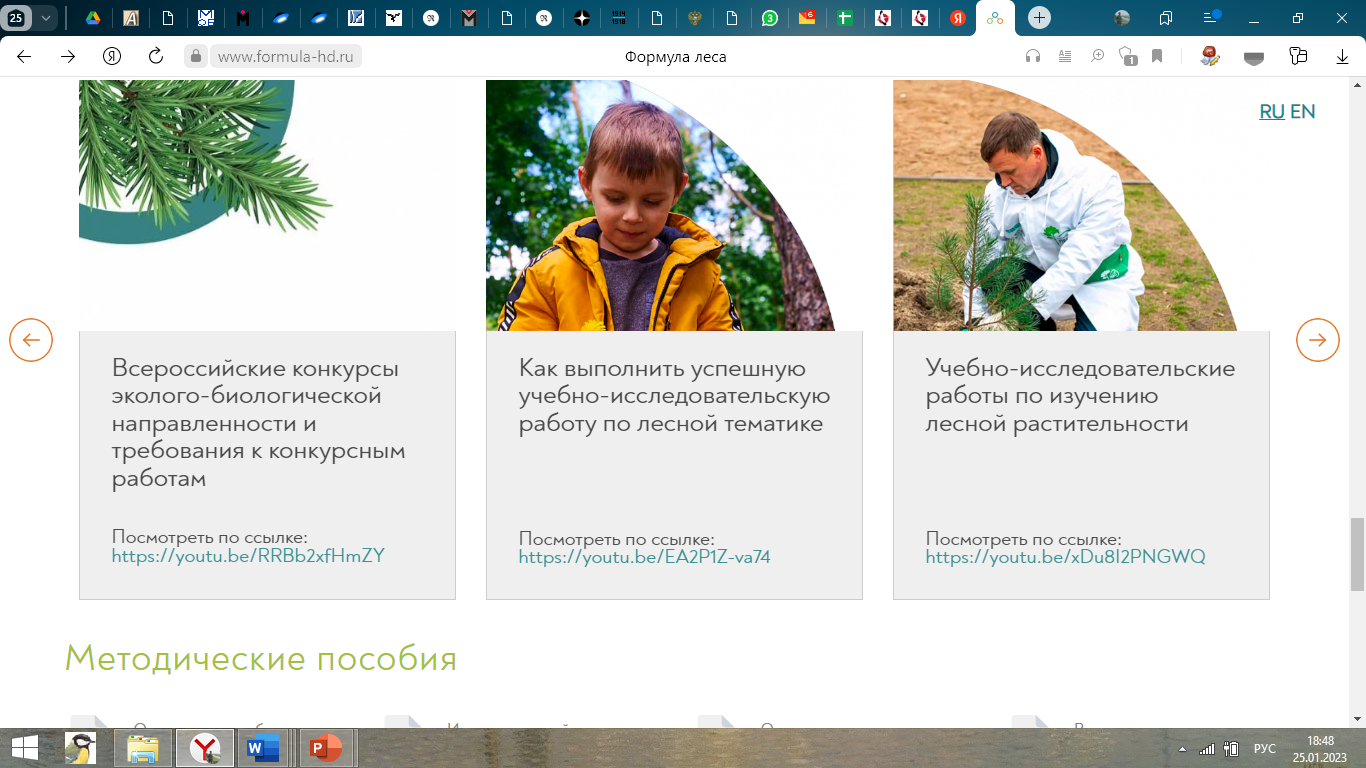 25
www.formula-hd.ru
Формула леса
1
RU EN
Всероссийские конкурсы
эколого-биологической
направленности и
требования к конкурсным
работам
Посмотреть по ссылке:
https://youtu.be/RRBb2xfHmZY
Как выполнить успешную
учебно-исследовательскую
работу по лесной тематике
Посмотреть по ссылке:
https://youtu.be/EA2P1Z-va74
Учебно-исследовательские
работы по изучению
лесной растительности
Посмотреть по ссылке:
https://youtu.be/xDu8I2PNGWQ
Методические пособия
РУС
18:48
25.01.2023